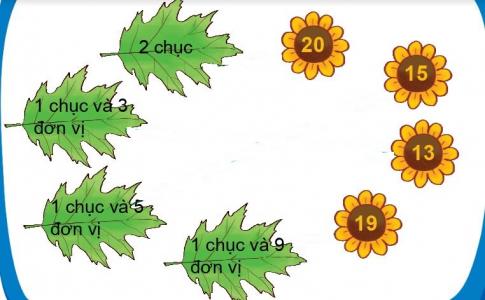 2 chục
20
15
1 chục và 3
đơn vị
13
1 chục và 5
đơn vị
19
1 chục và 9
đơn vị